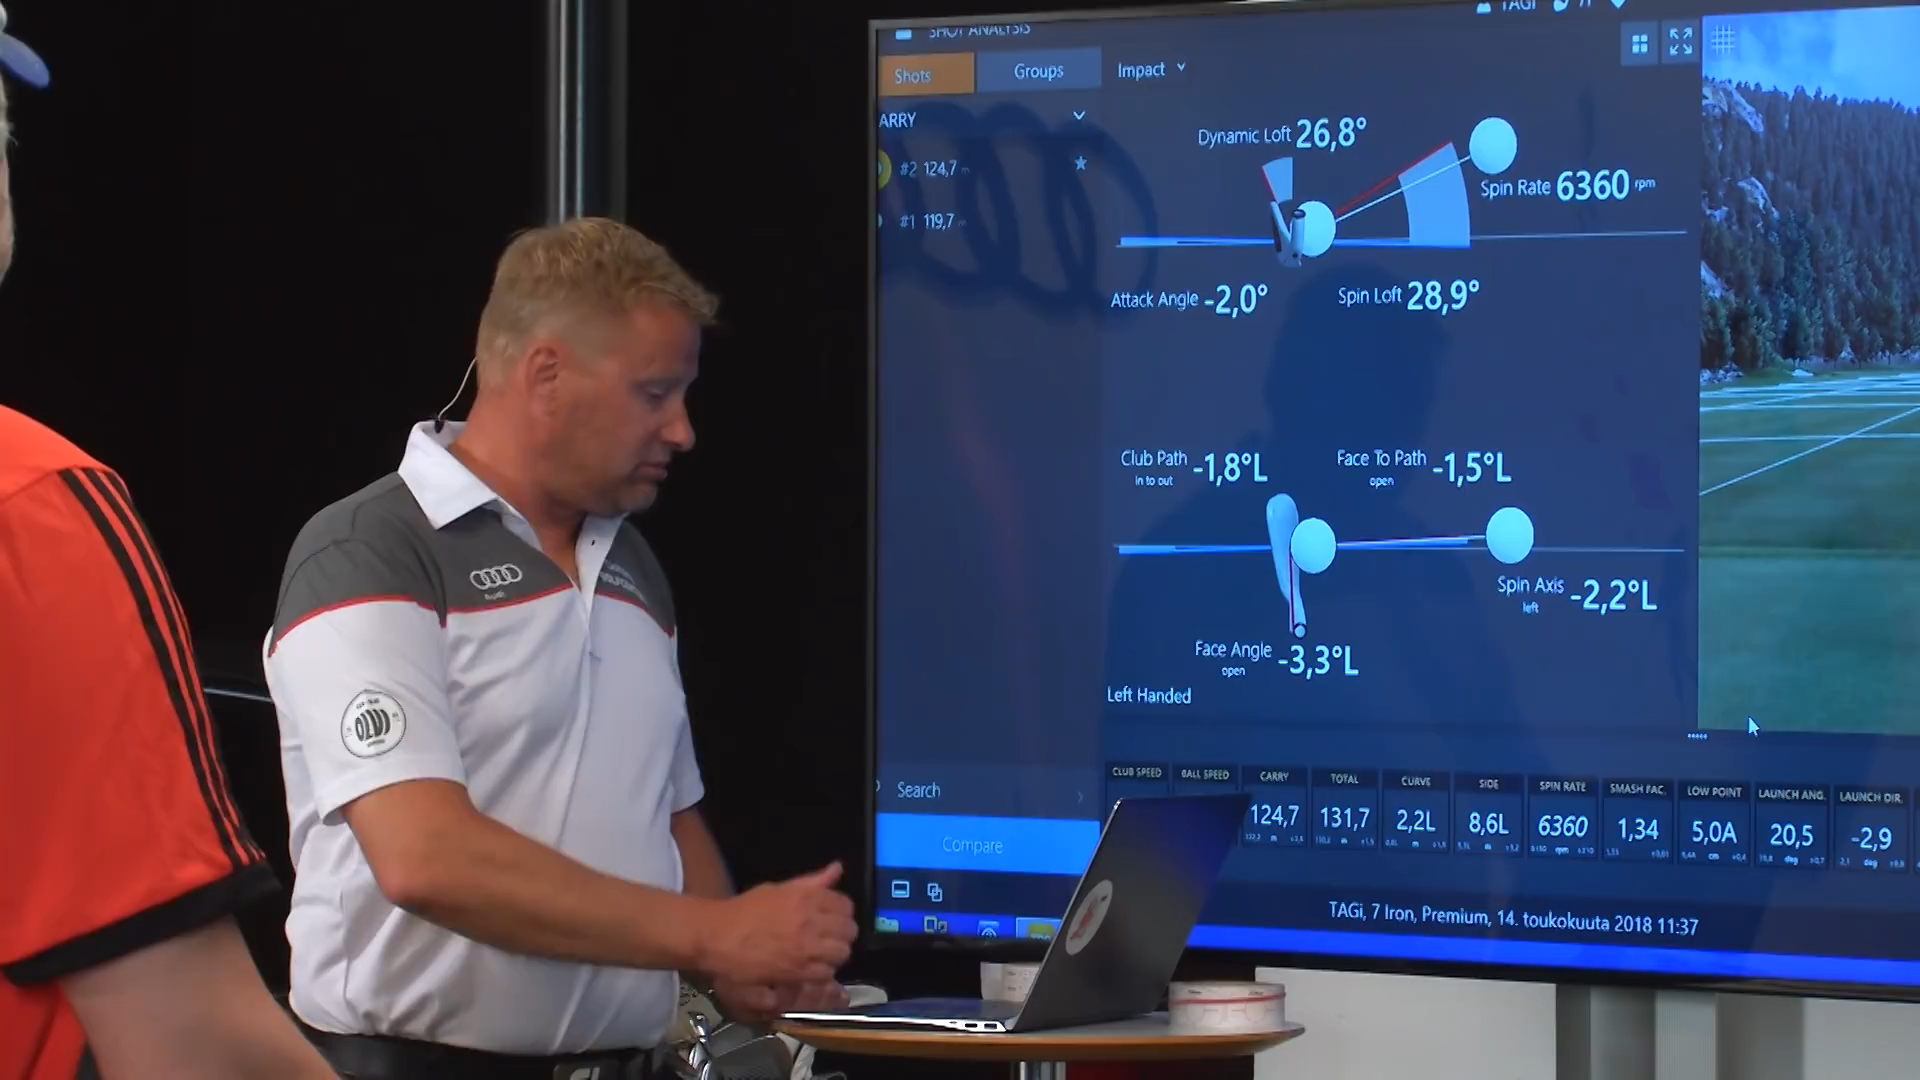 TAGi
SHOT ANALYSIS
Shots
Groups
Impact
ARRY
#2 124,7 m
#1 119,7
Dynamic Loft 26,8°
Spin Rate 6360 rpm
Attack Angle -2,0°
Spin Loft 28,9°
Club Path -1,8°L
in to out
Face To Path -1,5°L
open
Spin Axis -2,2°L
left
Face Angle -3,3°L
open
Left Handed
Search
Compare
CLUB SPEED
BALL SPEED
CARRY
124,7
TOTAL
131,7
CURVE
2,2L
SIDE
8,6L
SPIN RATE
6360
SMASH FAC.
1,34
LOW POINT
5,0A
LAUNCH ANG.
20,5
LAUNCH DIR.
-2,9
TAGi, 7 Iron, Premium, 14. toukokuuta 2018 11:37
Audi
OLVI